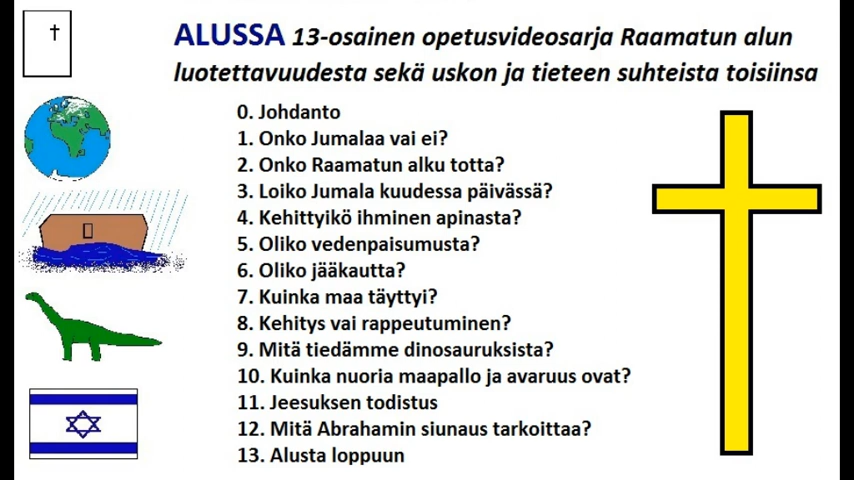 ALUSSA 13-osainen opetusvideosarja Raamatun alun
luotettavuudesta sekä uskon ja tieteen suhteista toisiinsa
0. Johdanto
1. Onko Jumalaa vai ei?
2. Onko Raamatun alku totta?
3. Loiko Jumala kuudessa päivässä?
4. Kehittyikö ihminen apinasta?
5. Oliko vedenpaisumusta?
6. Oliko jääkautta?
7. Kuinka maa täyttyi?
8. Kehitys vai rappeutuminen?
9. Mitä tiedämme dinosauruksista?
10. Kuinka nuoria maapallo ja avaruus ovat?
11. Jeesuksen todistus
12. Mitä Abrahamin siunaus tarkoittaa?
13. Alusta loppuun